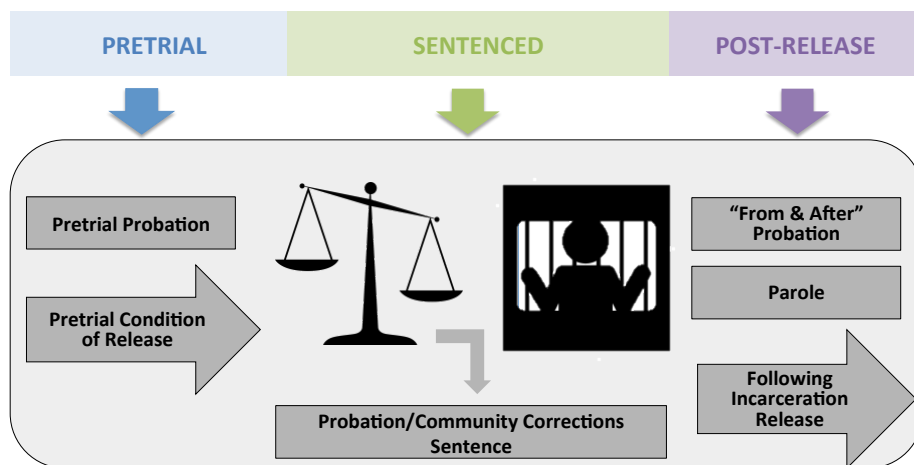 PRETRIAL
SENTENCED
POST-RELEASE
Pretrial Probation
Pretrial Condition
of Release
Probation/Community Corrections
Sentence
“From & After”
Probation
Parole
Following
Incarceration
Release